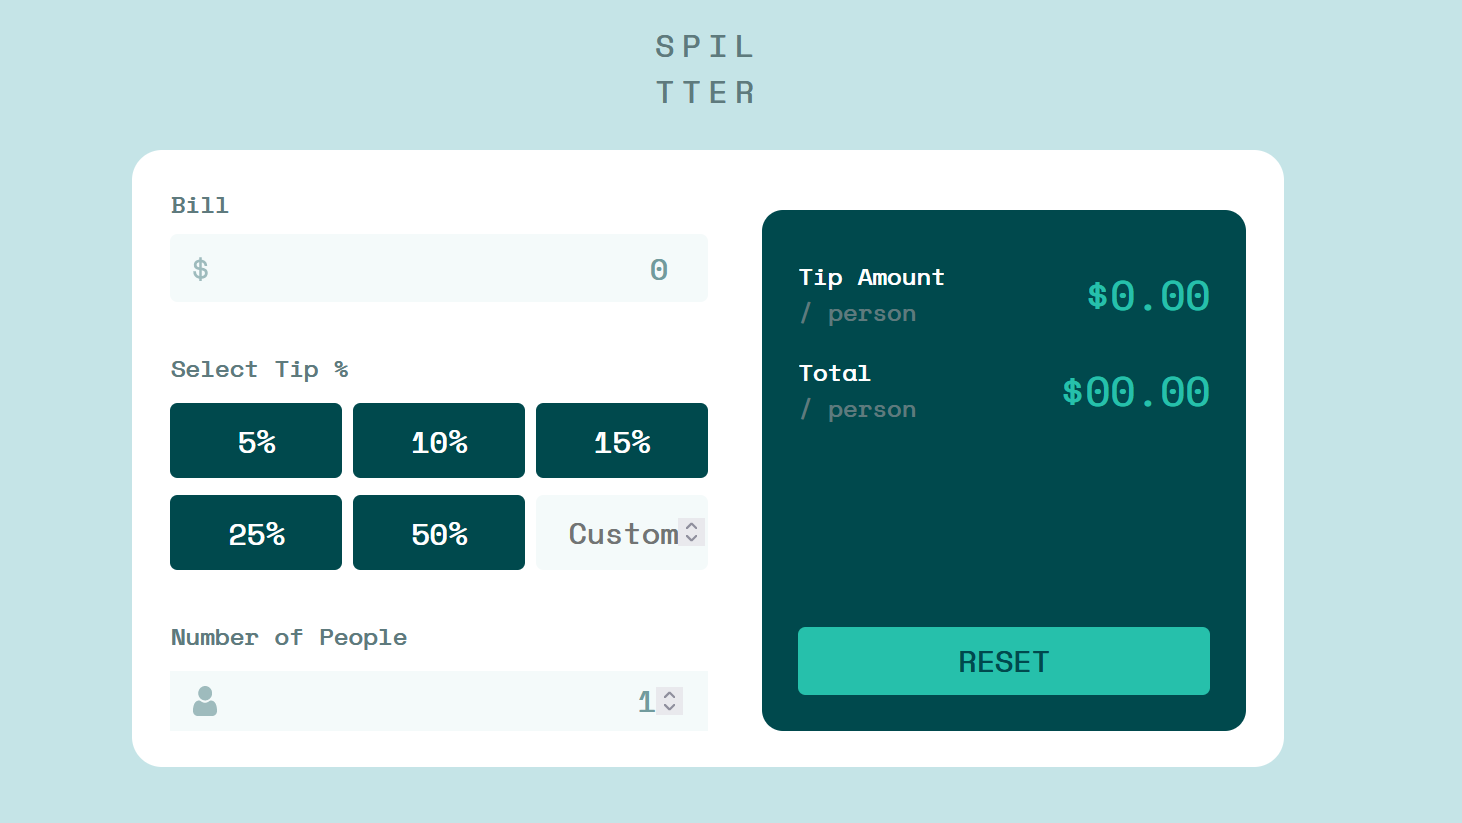 SPIL
TTER
Bill
$ 0
Select Tip %
5% 10% 15%
25% 50% Custom
Number of People
1
Tip Amount
/ person
$0.00
Total
/ person
$00.00
RESET